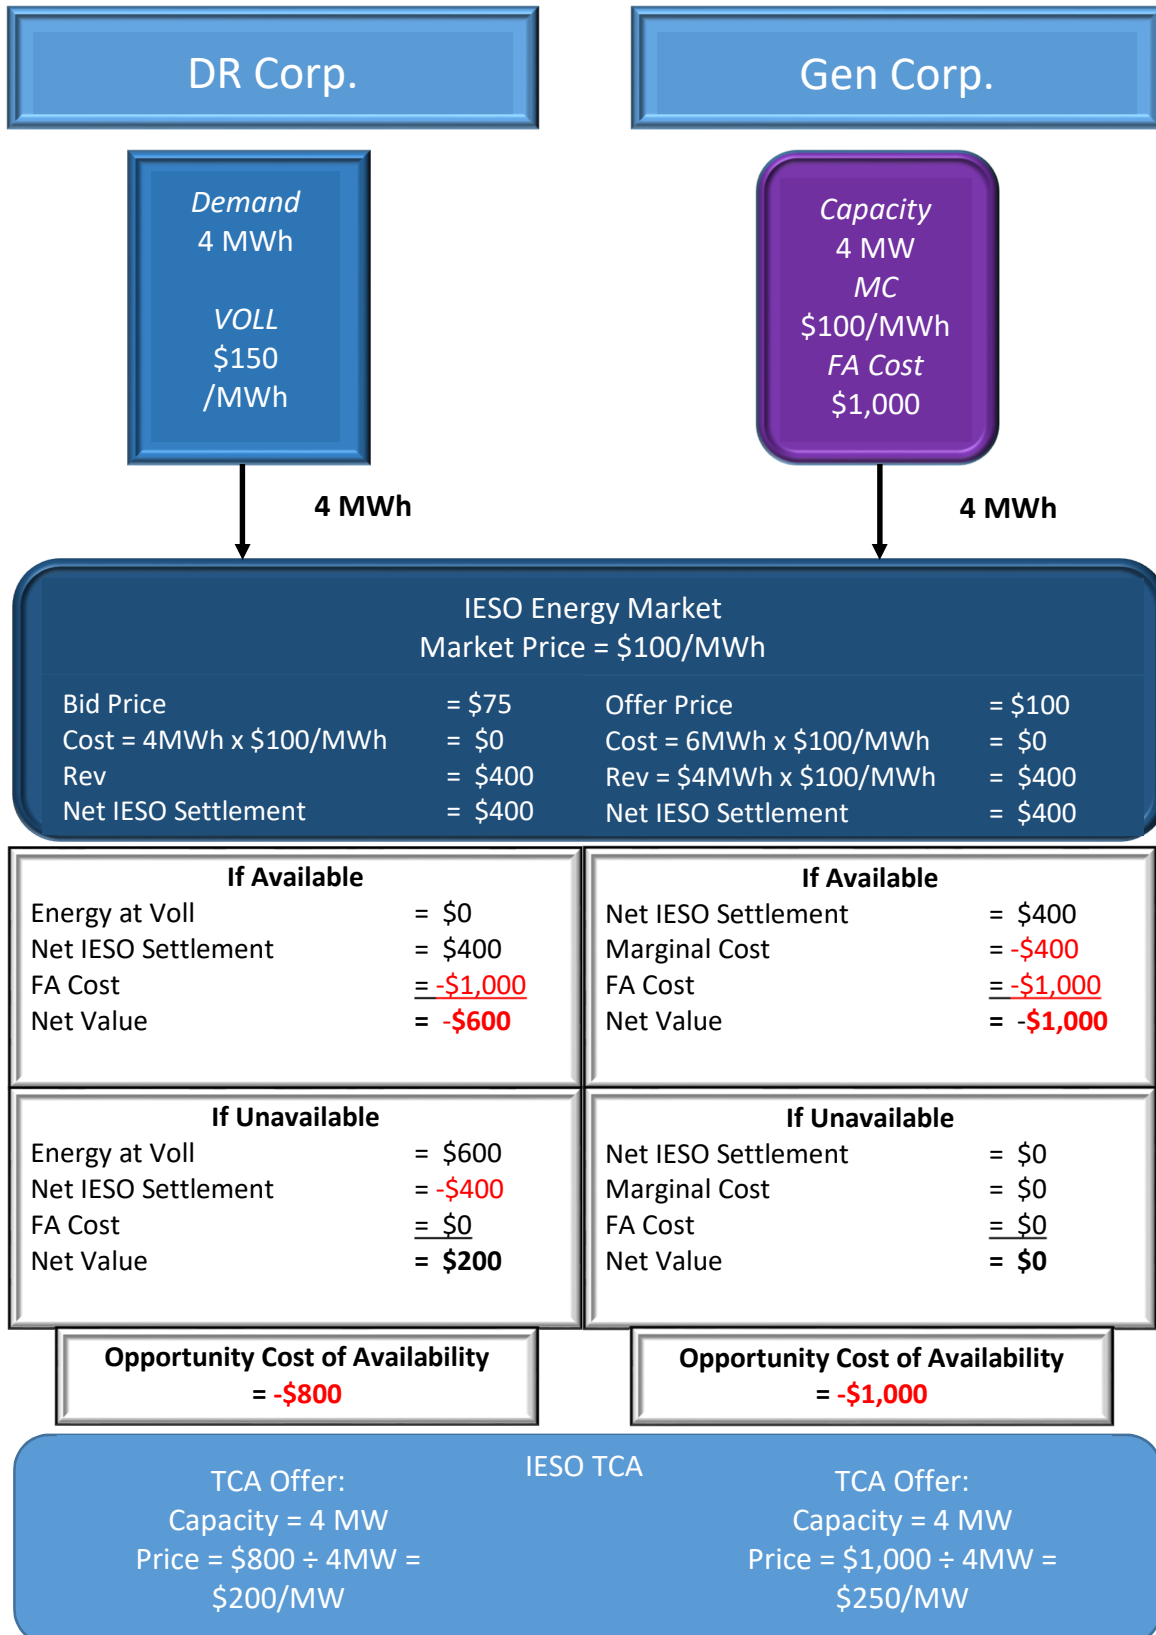 DR Corp.
Gen Corp.
Demand
4 MWh
VOLL
$150
/MWh
Capacity
4 MW
MC
$100/MWh
FA Cost
$1,000
4 MWh
4 MWh
IESO Energy Market
Market Price = $100/MWh
Bid Price = $75
Cost = 4MWh x $100/MWh = $0
Rev = $400
Net IESO Settlement = $400
Offer Price = $100
Cost = 6MWh x $100/MWh = $0
Rev = $4MWh x $100/MWh = $400
Net IESO Settlement = $400
If Available
Energy at Voll = $0
Net IESO Settlement = $400
FA Cost = -$1,000
Net Value = -$600
If Available
Net IESO Settlement = $400
Marginal Cost = -$400
FA Cost = -$1,000
Net Value = -$1,000
If Unavailable
Energy at Voll = $600
Net IESO Settlement = -$400
FA Cost = $0
Net Value = $200
If Unavailable
Net IESO Settlement = $0
Marginal Cost = $0
FA Cost = $0
Net Value = $0
Opportunity Cost of Availability
= -$800
Opportunity Cost of Availability
= -$1,000
IESO TCA
TCA Offer:
Capacity = 4 MW
Price = $800 ÷ 4MW =
$200/MW
TCA Offer:
Capacity = 4 MW
Price = $1,000 ÷ 4MW =
$250/MW